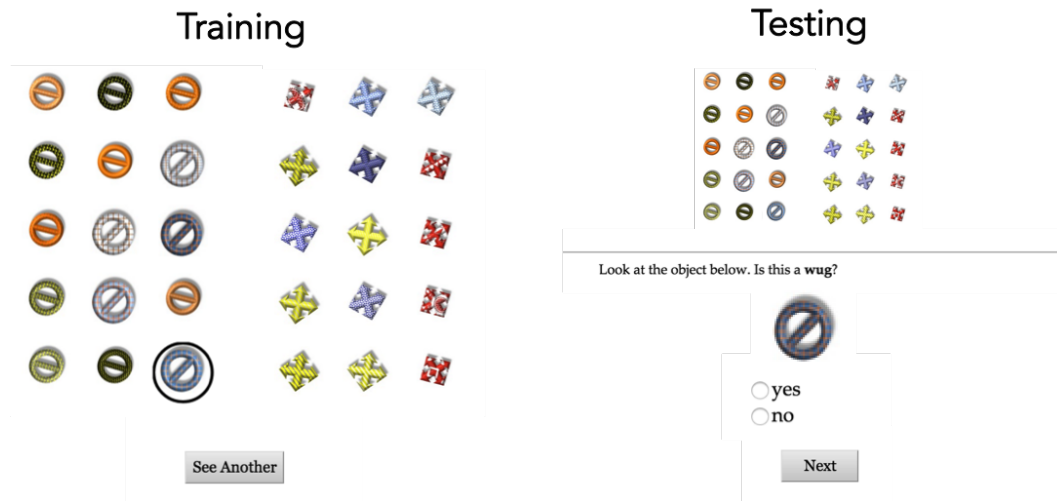 Training
Testing
See Another
Look at the object below. Is this a wug?
yes
no
Next